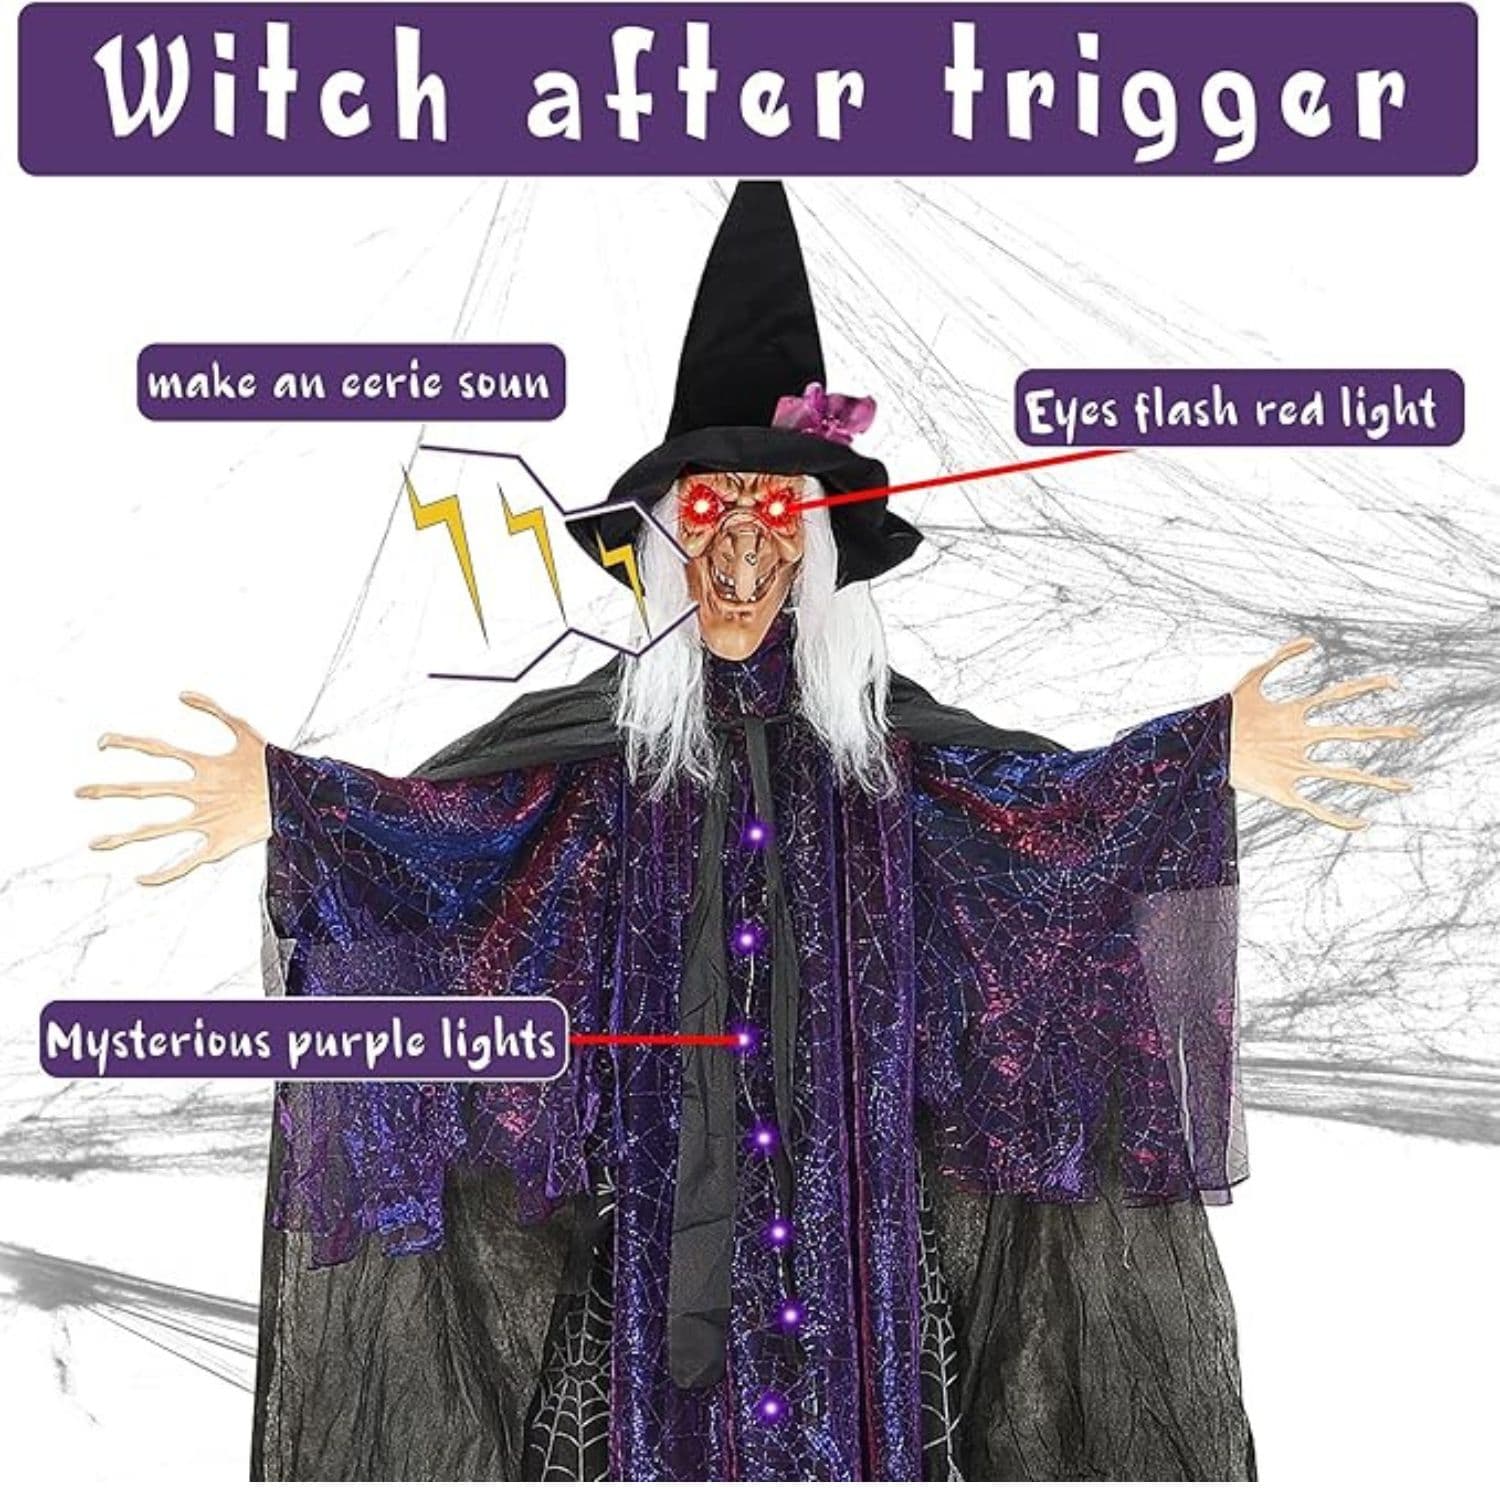 Witch after trigger
make an eerie soun
Eyes flash red light
Mysterious purple lights